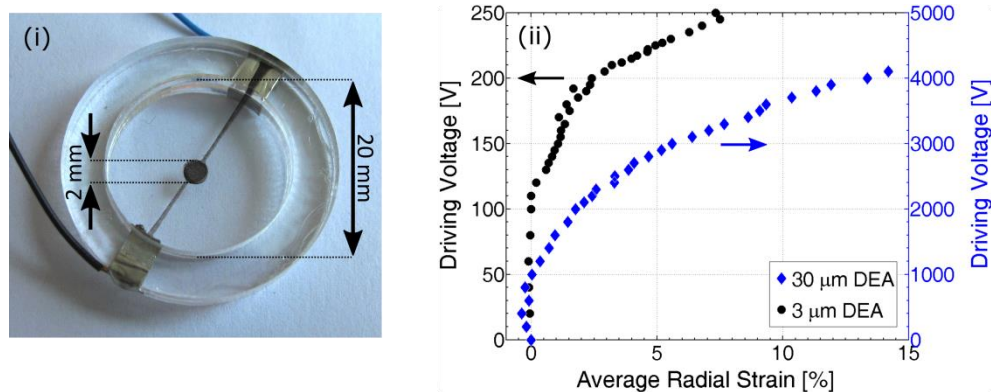 (i)
2 mm
20 mm
(ii)
Driving Voltage [V]
250
200
150
100
50
0
5000
4000
3000
2000
1000
0
Driving Voltage [V]
30 μm DEA
3 μm DEA
0
5
10
15
Average Radial Strain [%]